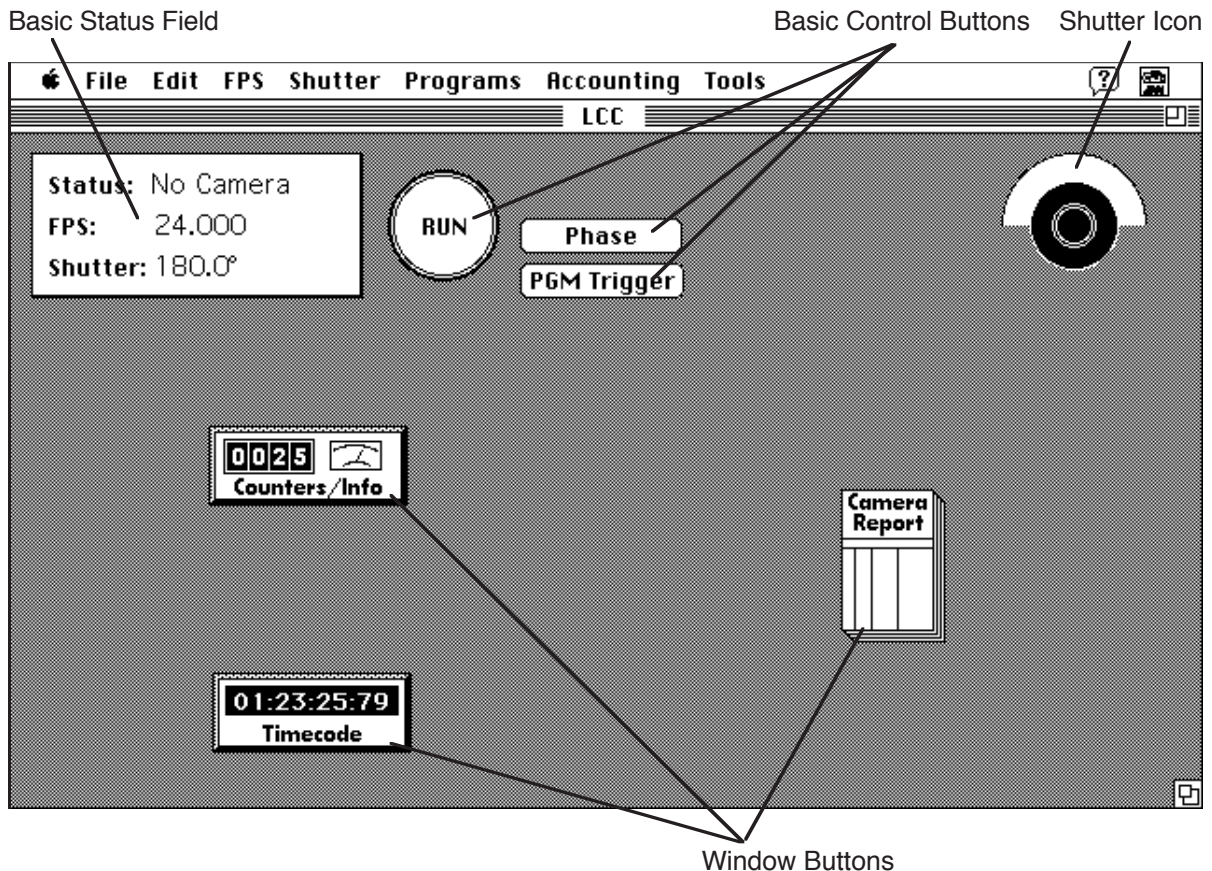 Basic Status Field
Basic Control Buttons
Shutter Icon
File Edit FPS Shutter Programs Accounting Tools
LCC
Status: No Camera
FPS: 24.000
Shutter: 180.0°
RUN
Phase
PGM Trigger
0025
Counters/Info
Camera
Report
01:23:25:79
Timecode
Window Buttons